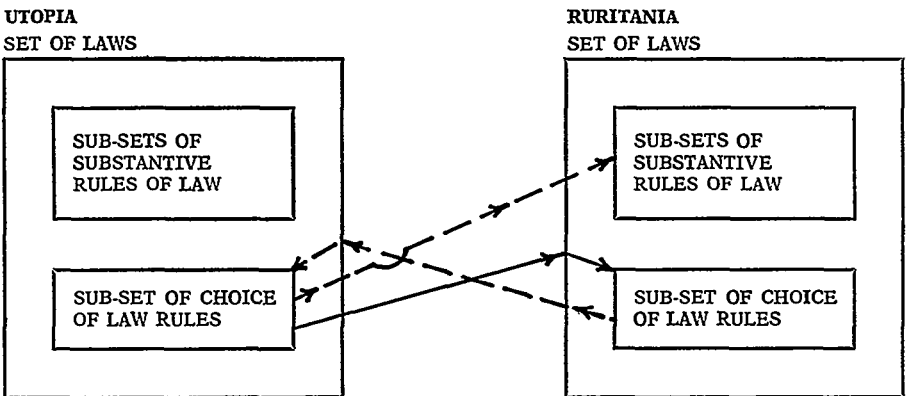 UTOPIA
SET OF LAWS
SUB-SETS OF
SUBSTANTIVE
RULES OF LAW
SUB-SET OF CHOICE
OF LAW RULES
RURITANIA
SET OF LAWS
SUB-SETS OF
SUBSTANTIVE
RULES OF LAW
SUB-SET OF CHOICE
OF LAW RULES